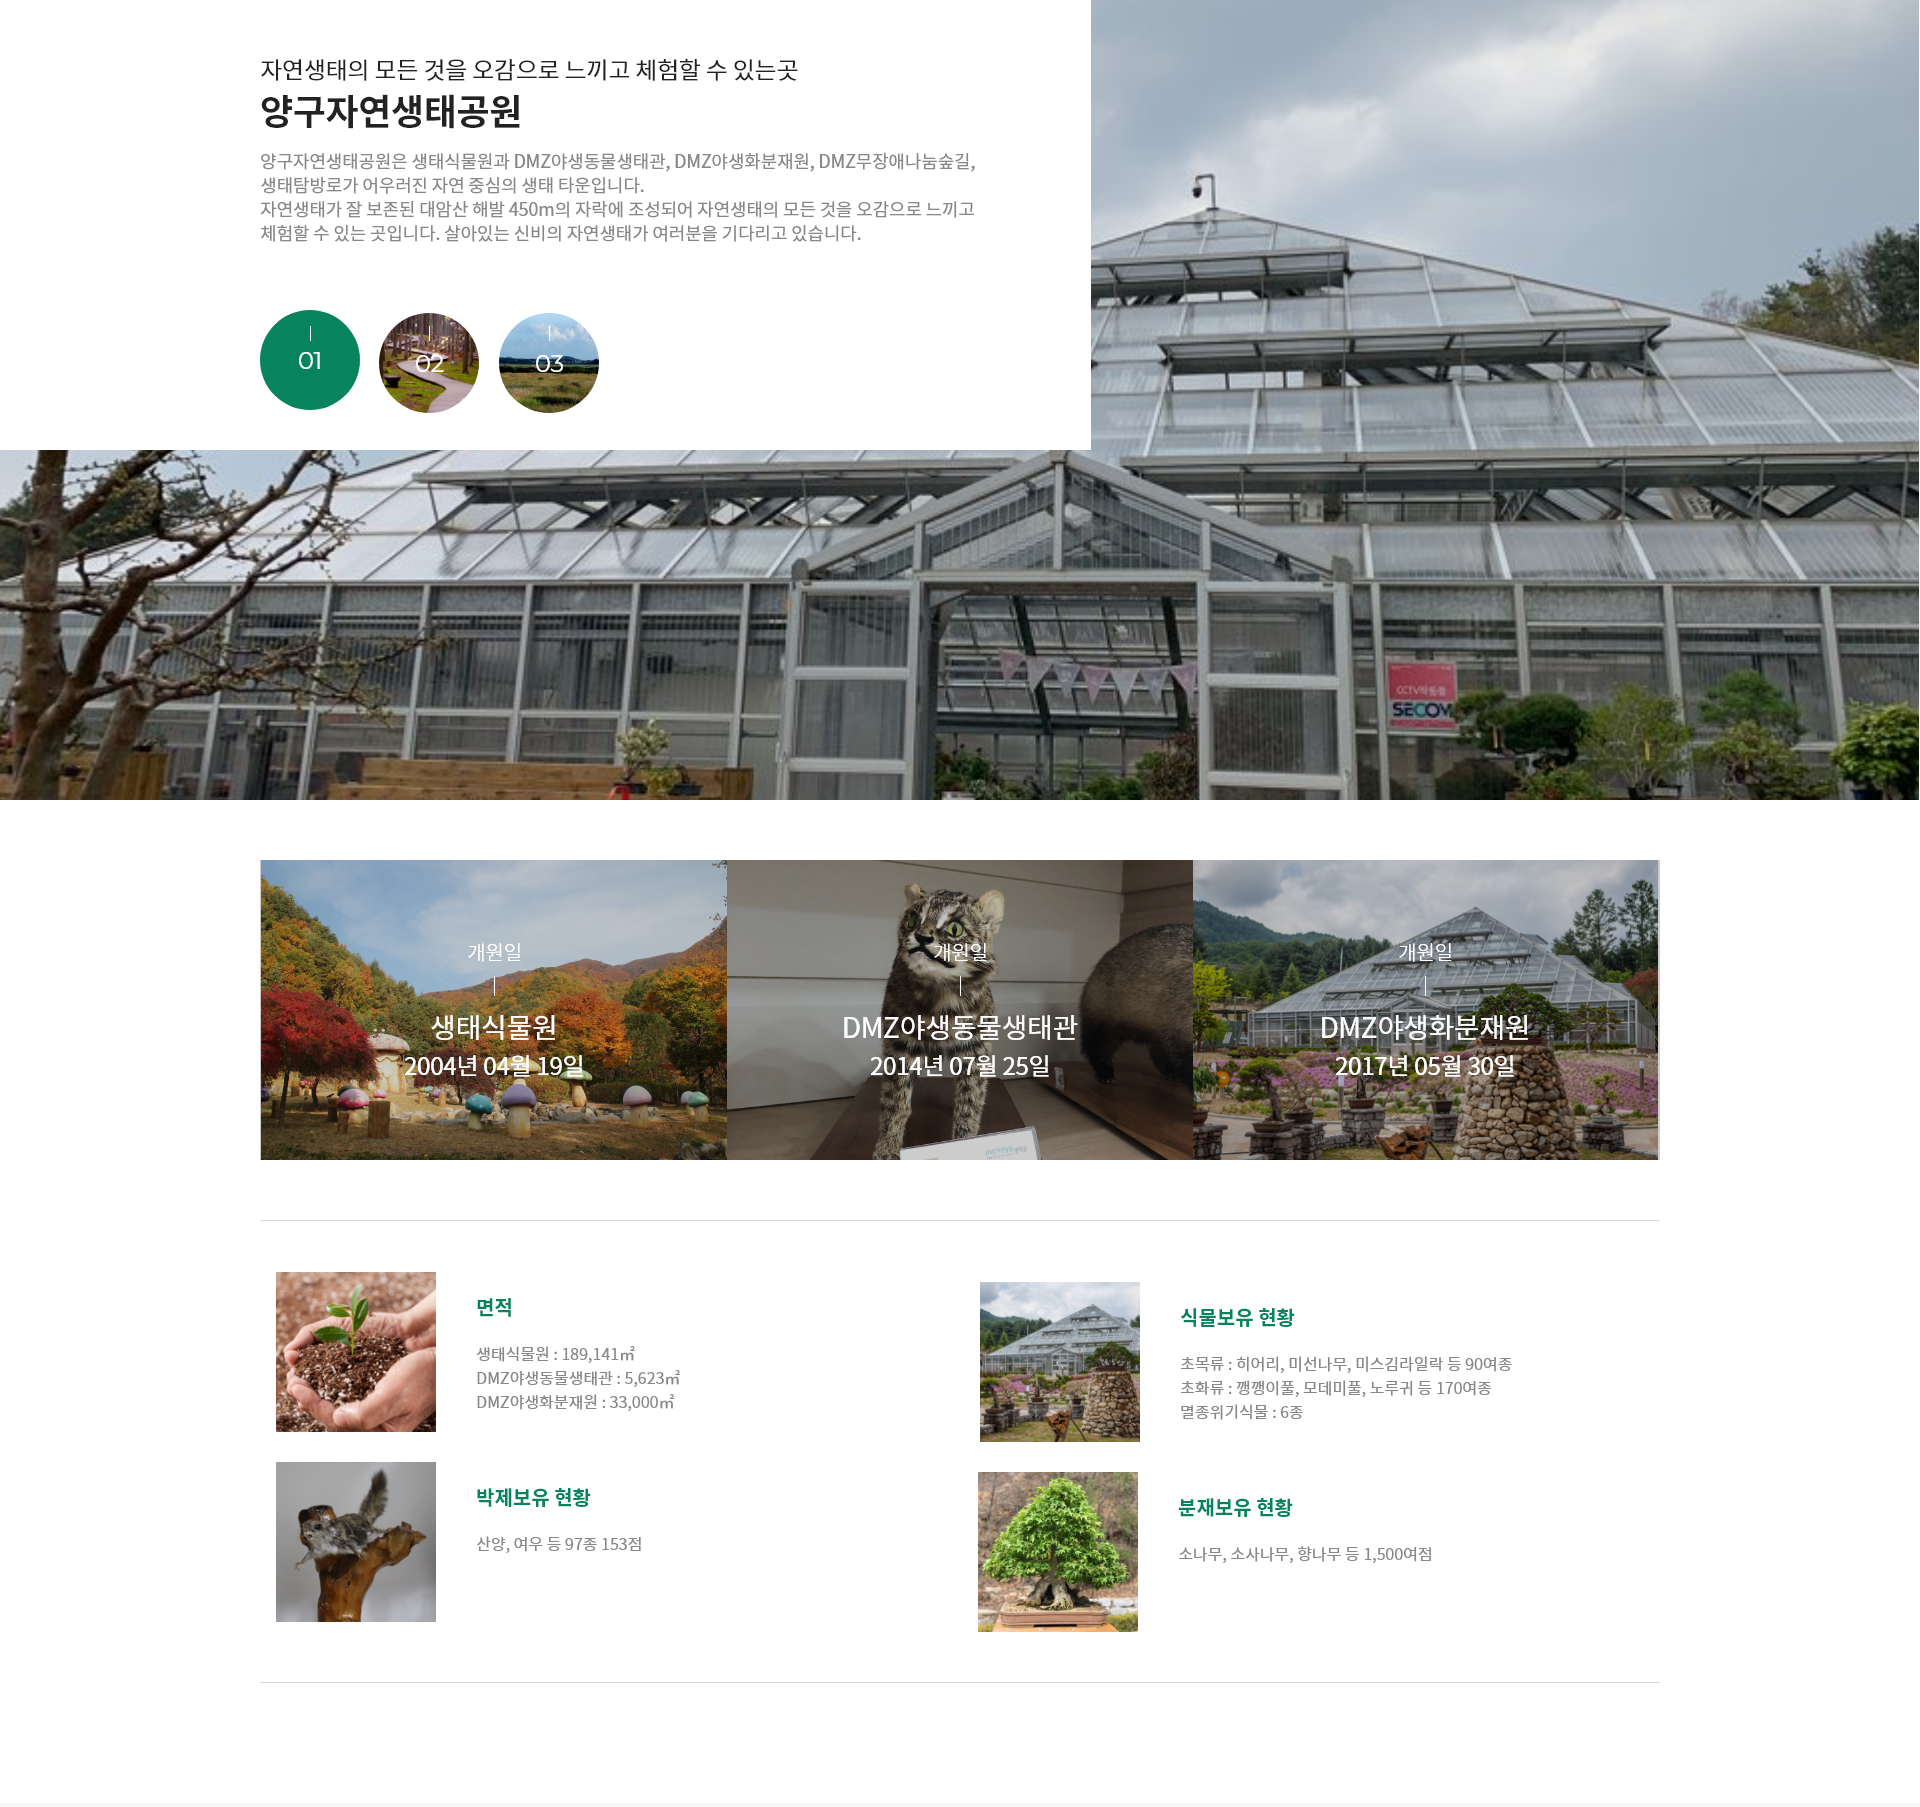 자연생태의 모든 것을 오감으로 느끼고 체험할 수 있는곳
양구자연생태공원
양구자연생태공원은 생태식물원과 DMZ야생동물생태관, DMZ야생화분재원, DMZ무장애나눔숲길,
생태탐방로가 어우러진 자연 중심의 생태 타운입니다.
자연생태가 잘 보존된 대암산 해발 450m의 자락에 조성되어 자연생태의 모든 것을 오감으로 느끼고
체험할 수 있는 곳입니다. 살아있는 신비의 자연생태가 여러분을 기다리고 있습니다.
01
02
03
CCTV작동중
SECOM
개원일
생태식물원
2004년 04월 19일
개원일
DMZ야생동물생태관
2014년 07월 25일
개원일
DMZ야생화분재원
2017년 05월 30일
면적
생태식물원 : 189,141㎡
DMZ야생동물생태관 : 5,623㎡
DMZ야생화분재원 : 33,000㎡
식물보유 현황
초목류 : 히어리, 미선나무, 미스김라일락 등 90여종
초화류 : 깽깽이풀, 모데미풀, 노루귀 등 170여종
멸종위기식물 : 6종
박제보유 현황
산양, 여우 등 97종 153점
분재보유 현황
소나무, 소사나무, 향나무 등 1,500여점